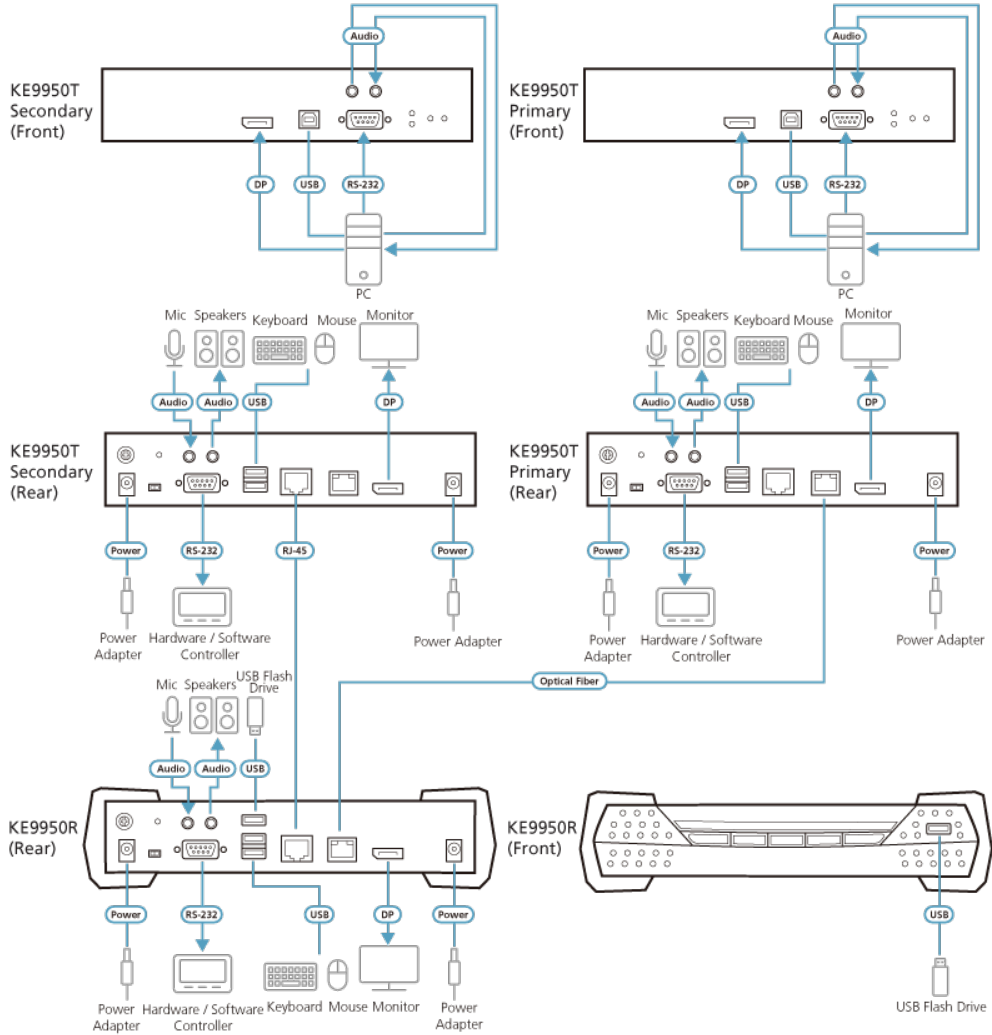 Audio
Audio
KE9950T
Secondary
(Front)
KE9950T
Primary
(Front)
DP
USB
RS-232
DP
USB
RS-232
PC
PC
Mic
Speakers
Keyboard
Mouse
Monitor
Mic
Speakers
Keyboard
Mouse
Monitor
Audio
Audio
USB
DP
Audio
Audio
USB
DP
KE9950T
Secondary
(Rear)
KE9950T
Primary
(Rear)
Power
RS-232
RJ-45
Power
Power
RS-232
Power
Power
Adapter
Hardware / Software
Controller
Power Adapter
Power
Adapter
Hardware / Software
Controller
Power Adapter
Optical Fiber
Mic
Speakers
USB Flash
Drive
Audio
Audio
USB
KE9950R
(Rear)
KE9950R
(Front)
Power
RS-232
USB
DP
Power
USB
Power
Adapter
Hardware / Software
Controller
Keyboard
Mouse
Monitor
Power
Adapter
USB Flash Drive